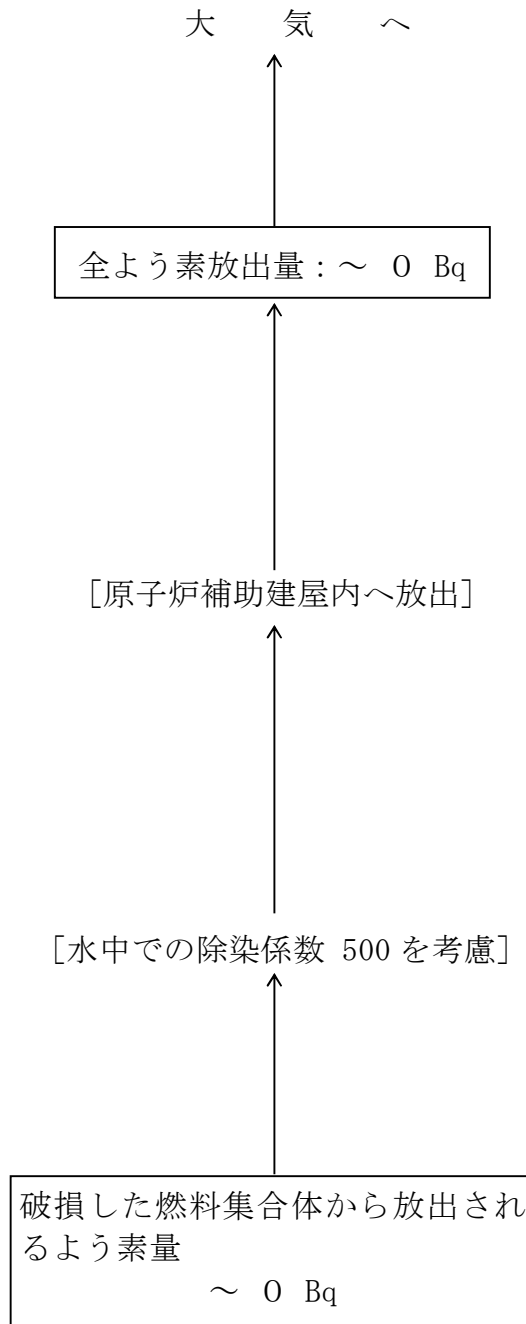 大 気 へ
全よう素放出量：～ 0 Bq
[原子炉補助建屋内へ放出]
[水中での除染係数 500 を考慮]
破損した燃料集合体から放出され
るよう素量
～ 0 Bq